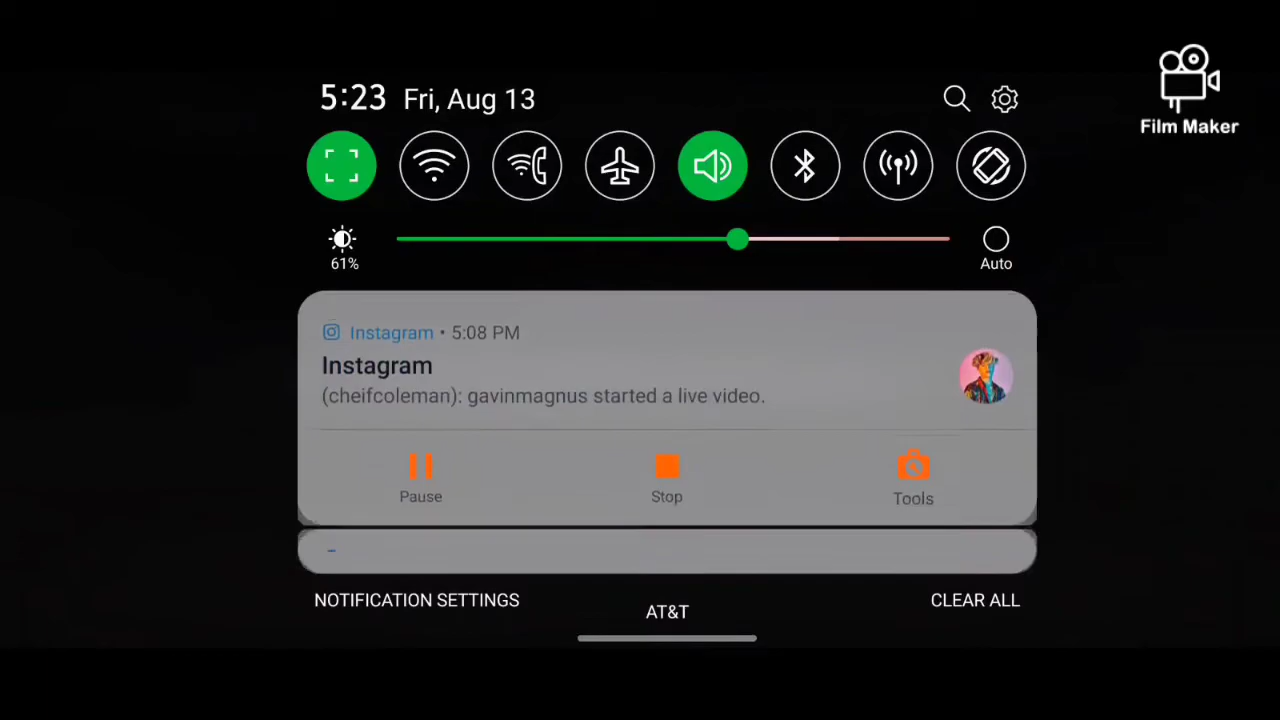 5:23 Fri, Aug 13
Film Maker
61%
Auto
Instagram • 5:08 PM
Instagram
(cheifcoleman): gavinmagnus started a live video.
Pause Stop Tools
NOTIFICATION SETTINGS
CLEAR ALL
AT&T